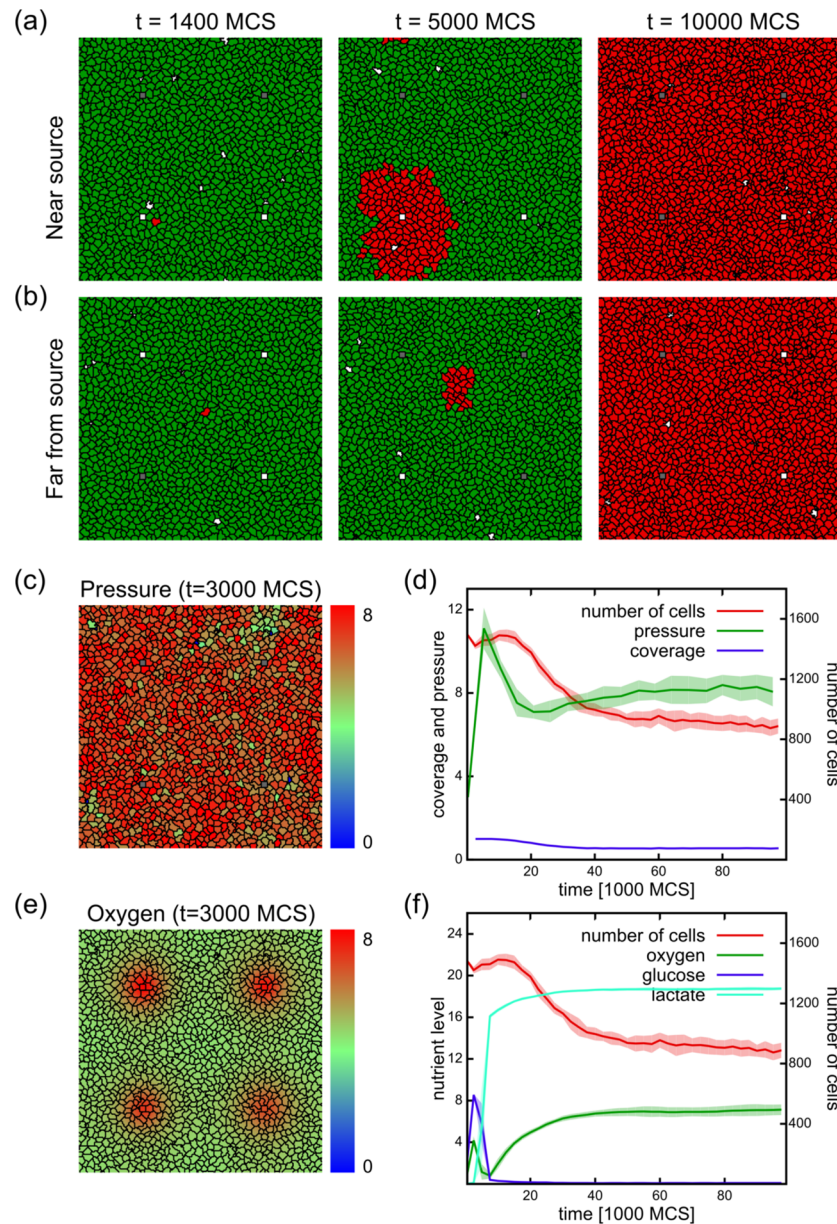 (a)
t = 1400 MCS
t = 5000 MCS
t = 10000 MCS
Near source
(b)
Far from source
(c)
Pressure (t=3000 MCS)
8
0
(d)
number of cells
pressure
coverage
12
8
4
0
coverage and pressure
1600
1200
800
400
number of cells
20
40
60
80
time [1000 MCS]
(e)
Oxygen (t=3000 MCS)
8
0
(f)
number of cells
oxygen
glucose
lactate
24
20
16
12
8
4
nutrient level
1600
1200
800
400
number of cells
20
40
60
80
time [1000 MCS]